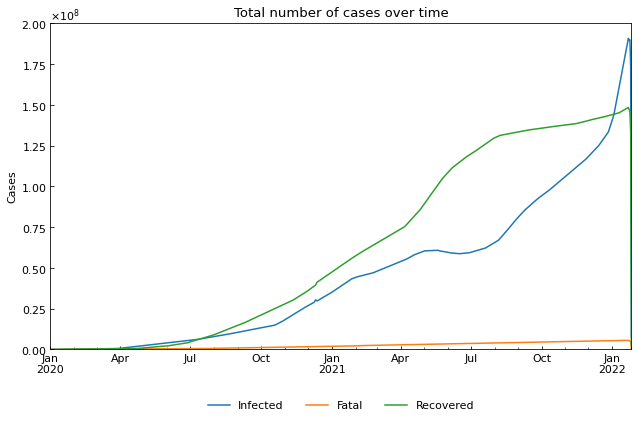 Total number of cases over time
×10⁸
2.00
1.75
1.50
1.25
1.00
0.75
0.50
0.25
0.00
Cases
Jan Apr Jul Oct Jan Apr Jul Oct Jan
2020 2021 2022
Infected Fatal Recovered